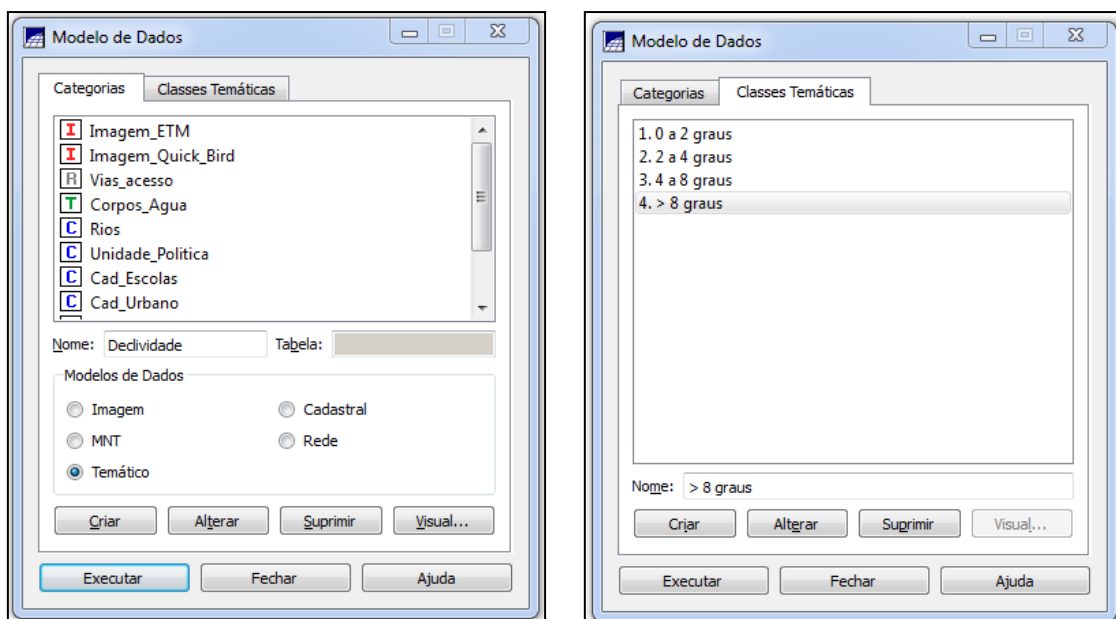 Modelo de Dados
Categorias Classes Temáticas
I Imagem_ETM
I Imagem_Quick_Bird
R Vias_acesso
T Corpos_Agua
C Rios
C Unidade_Politica
C Cad_Escolas
C Cad_Urbano
Nome: Declividade Tabela:
Modelos de Dados
Imagem Cadastral
MNT Rede
Temático
Criar Alterar Suprimir Visual...
Executar Fechar Ajuda
Modelo de Dados
Categorias Classes Temáticas
1. 0 a 2 graus
2. 2 a 4 graus
3. 4 a 8 graus
4. > 8 graus
Nome: > 8 graus
Criar Alterar Suprimir Visual...
Executar Fechar Ajuda